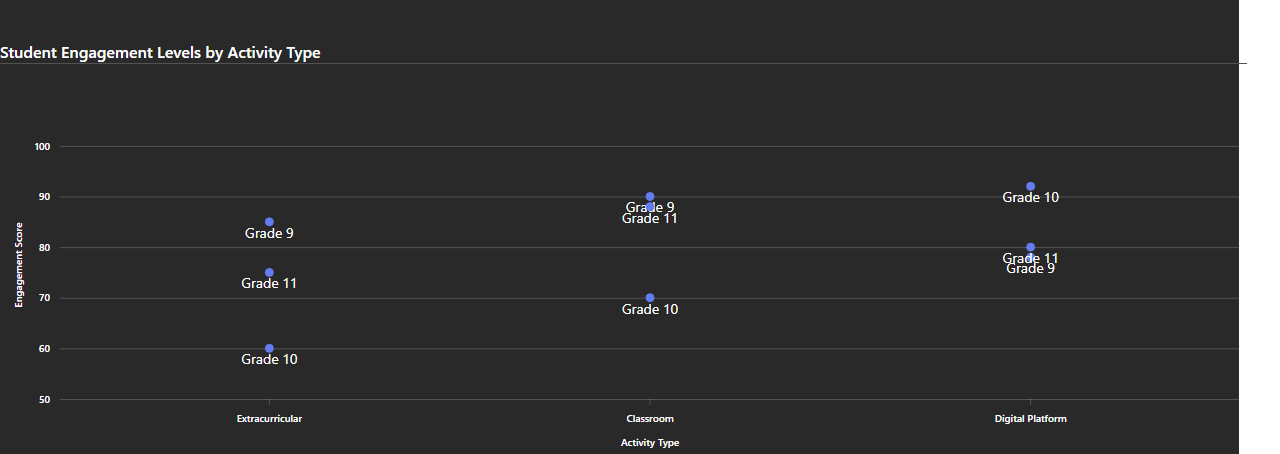 Student Engagement Levels by Activity Type
100
90
80
70
60
50
Engagement Score
Grade 9
Grade 11
Grade 10
Grade 9
Grade 11
Grade 10
Grade 10
Grade 11
Grade 9
Extracurricular
Classroom
Digital Platform
Activity Type